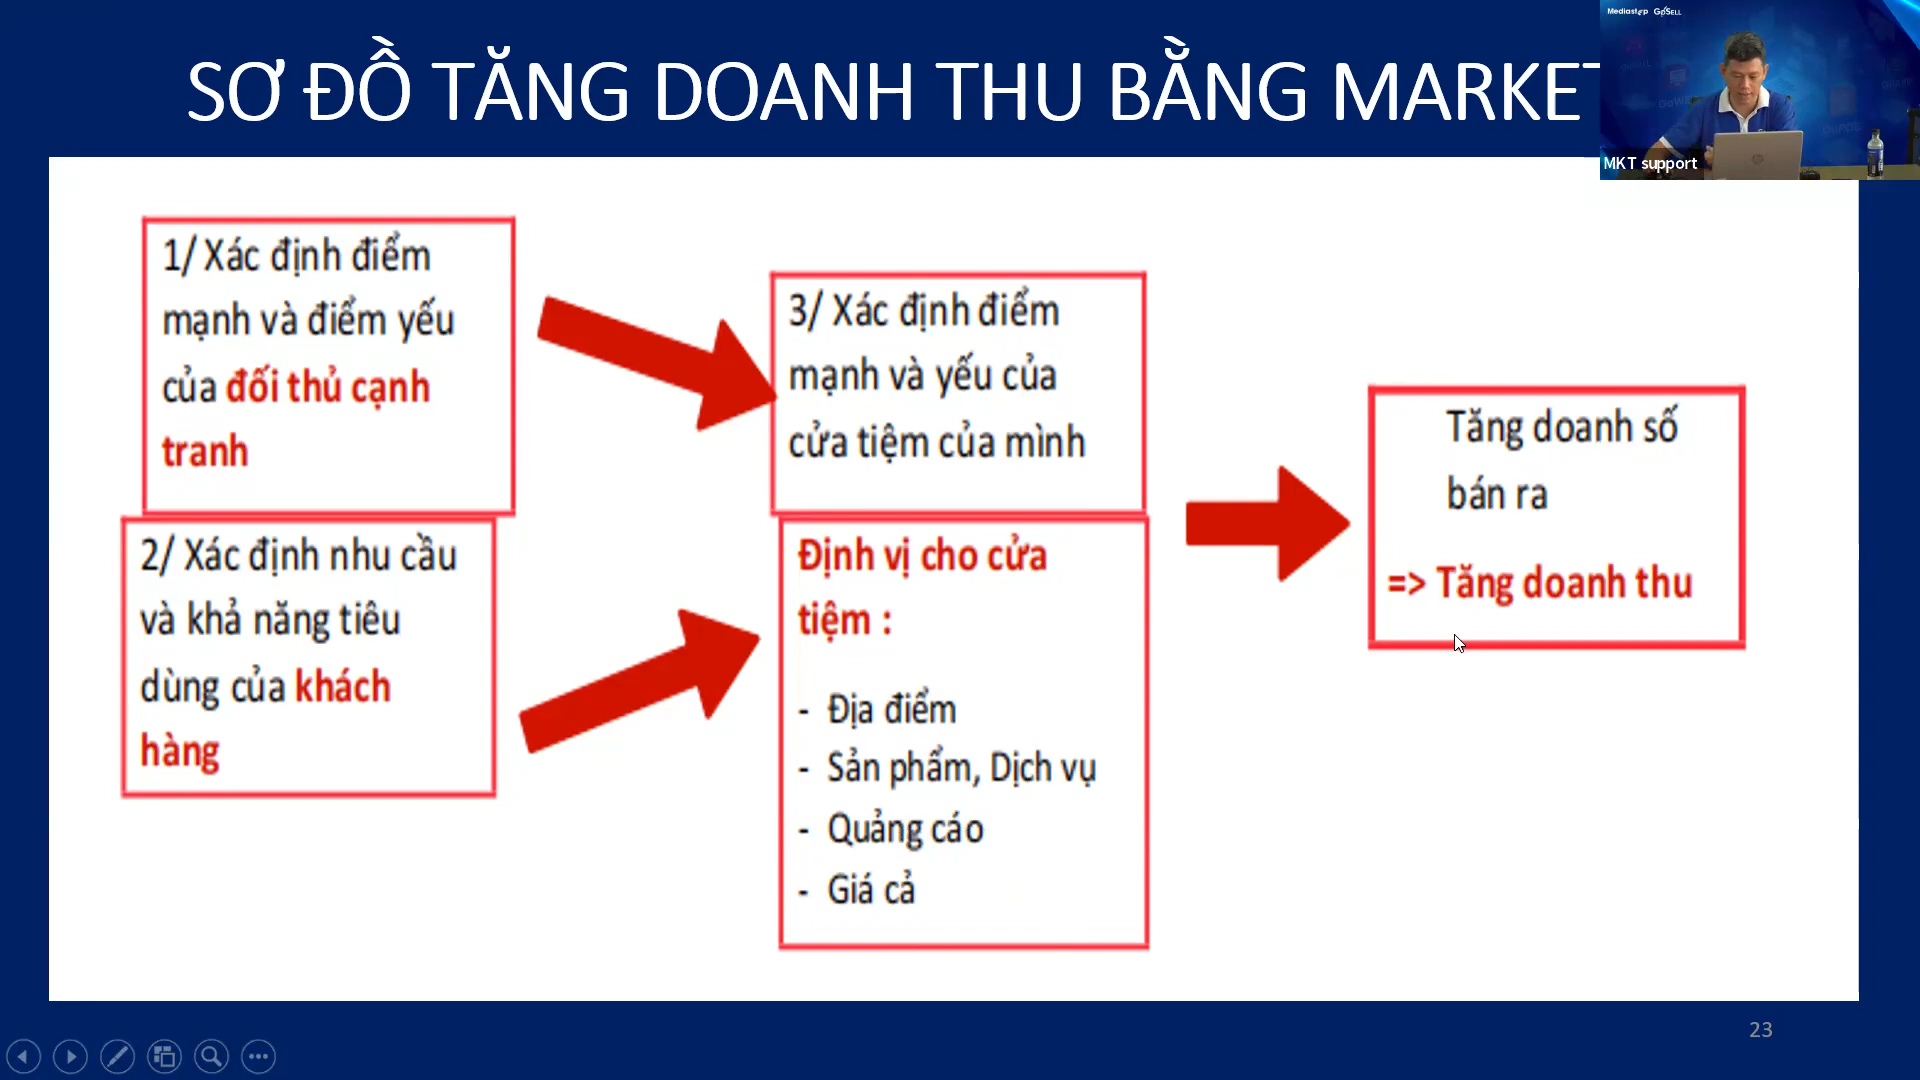 Mediastep GoSELL
SƠ ĐỒ TĂNG DOANH THU BẰNG MARKET
MKT support
1/ Xác định điểm
mạnh và điểm yếu
của đối thủ cạnh
tranh
2/ Xác định nhu cầu
và khả năng tiêu
dùng của khách
hàng
3/ Xác định điểm
mạnh và yếu của
cửa tiệm của mình
Định vị cho cửa
tiệm :
- Địa điểm
- Sản phẩm, Dịch vụ
- Quảng cáo
- Giá cả
Tăng doanh số
bán ra
=> Tăng doanh thu
23